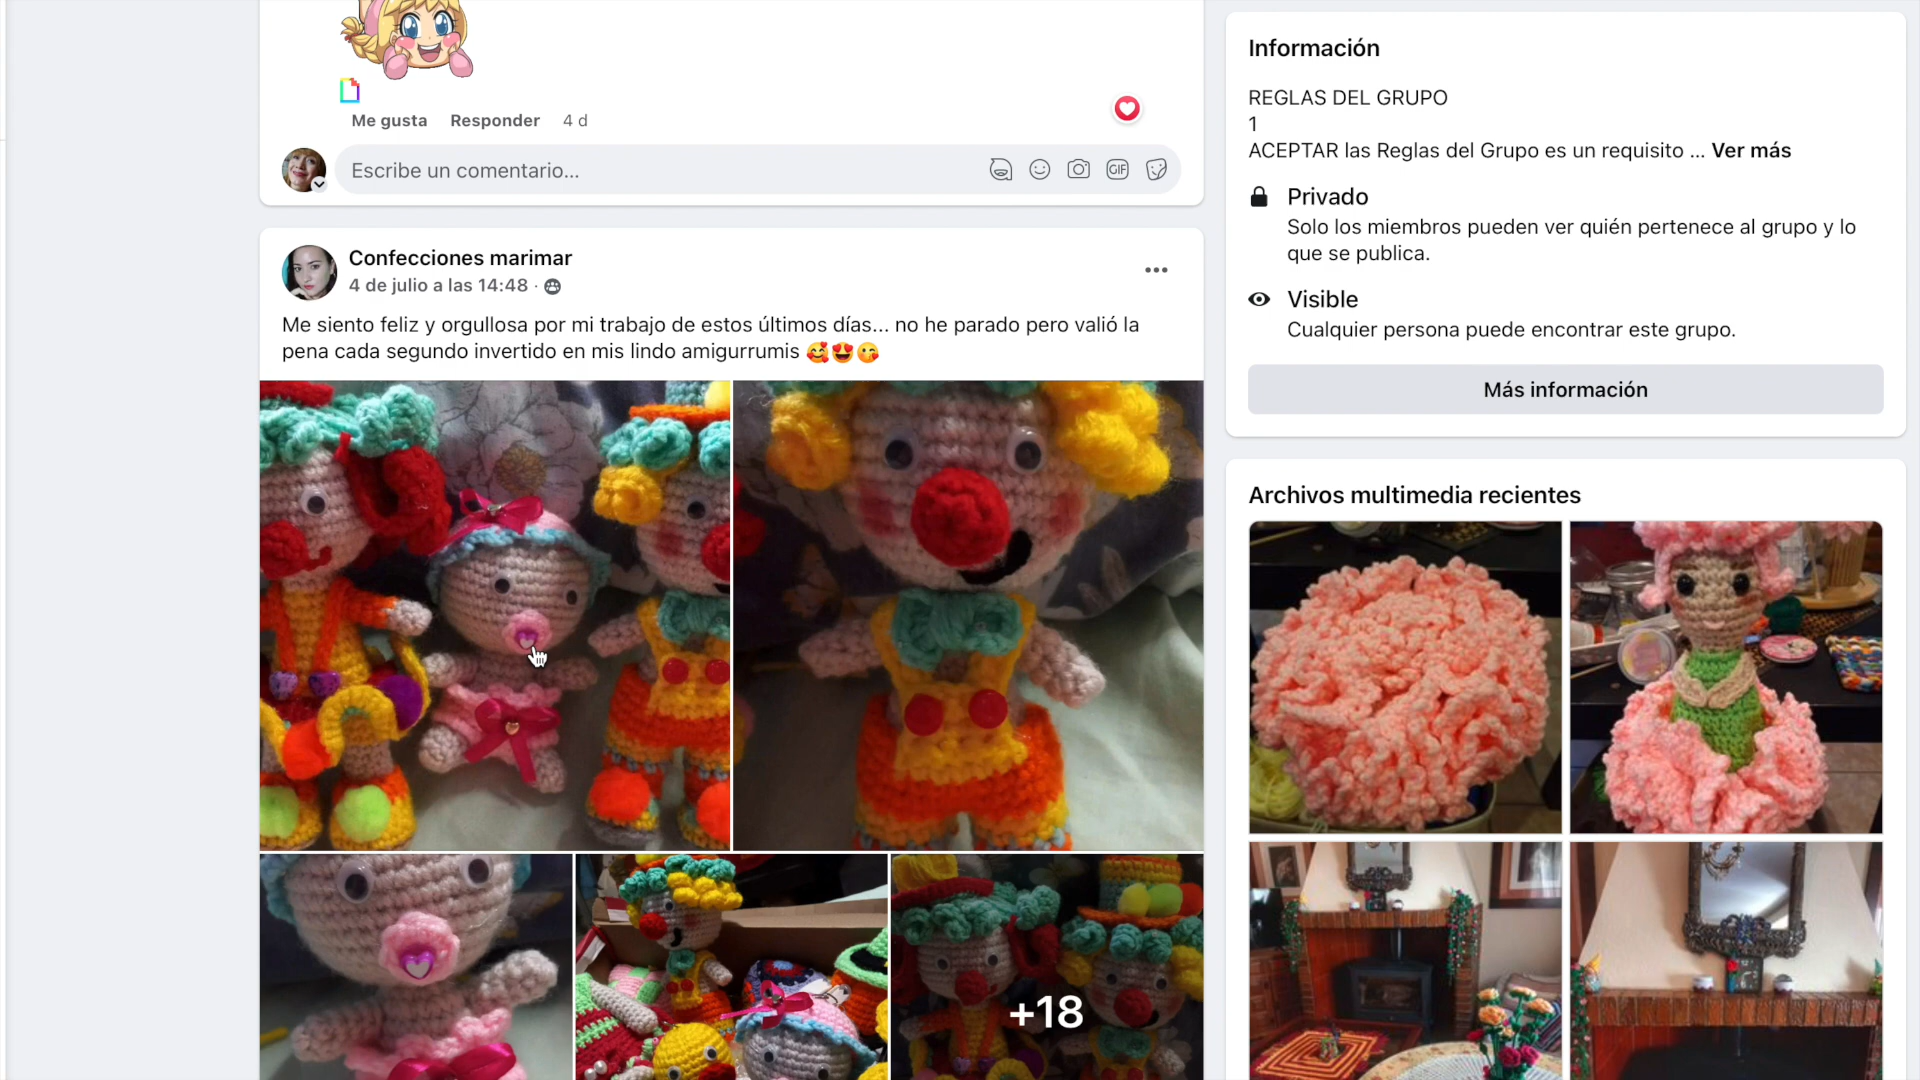 Me gusta Responder 4 d
Escribe un comentario...
GIF
Confecciones marimar
4 de julio a las 14:48 ·
Me siento feliz y orgullosa por mi trabajo de estos últimos días... no he parado pero valió la
pena cada segundo invertido en mis lindo amigurrumis 🥰😍😋
+18
Información
REGLAS DEL GRUPO
1
ACEPTAR las Reglas del Grupo es un requisito ... Ver más
Privado
Solo los miembros pueden ver quién pertenece al grupo y lo
que se publica.
Visible
Cualquier persona puede encontrar este grupo.
Más información
Archivos multimedia recientes